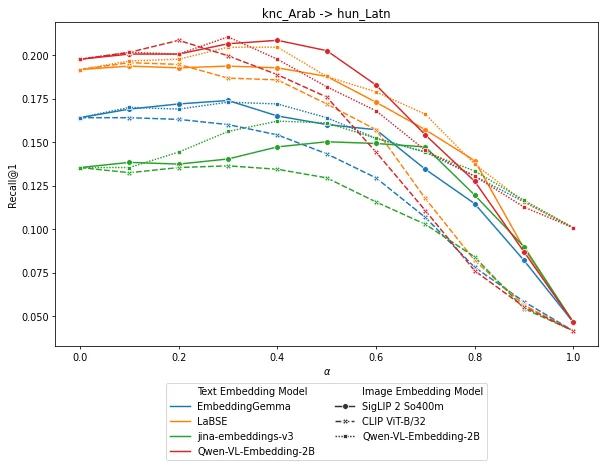 knc_Arab -> hun_Latn
Recall@1
0.200
0.175
0.150
0.125
0.100
0.075
0.050
0.0
0.2
0.4
0.6
0.8
1.0
α
Text Embedding Model
EmbeddingGemma
LaBSE
jina-embeddings-v3
Qwen-VL-Embedding-2B
Image Embedding Model
SigLIP 2 So400m
CLIP ViT-B/32
Qwen-VL-Embedding-2B